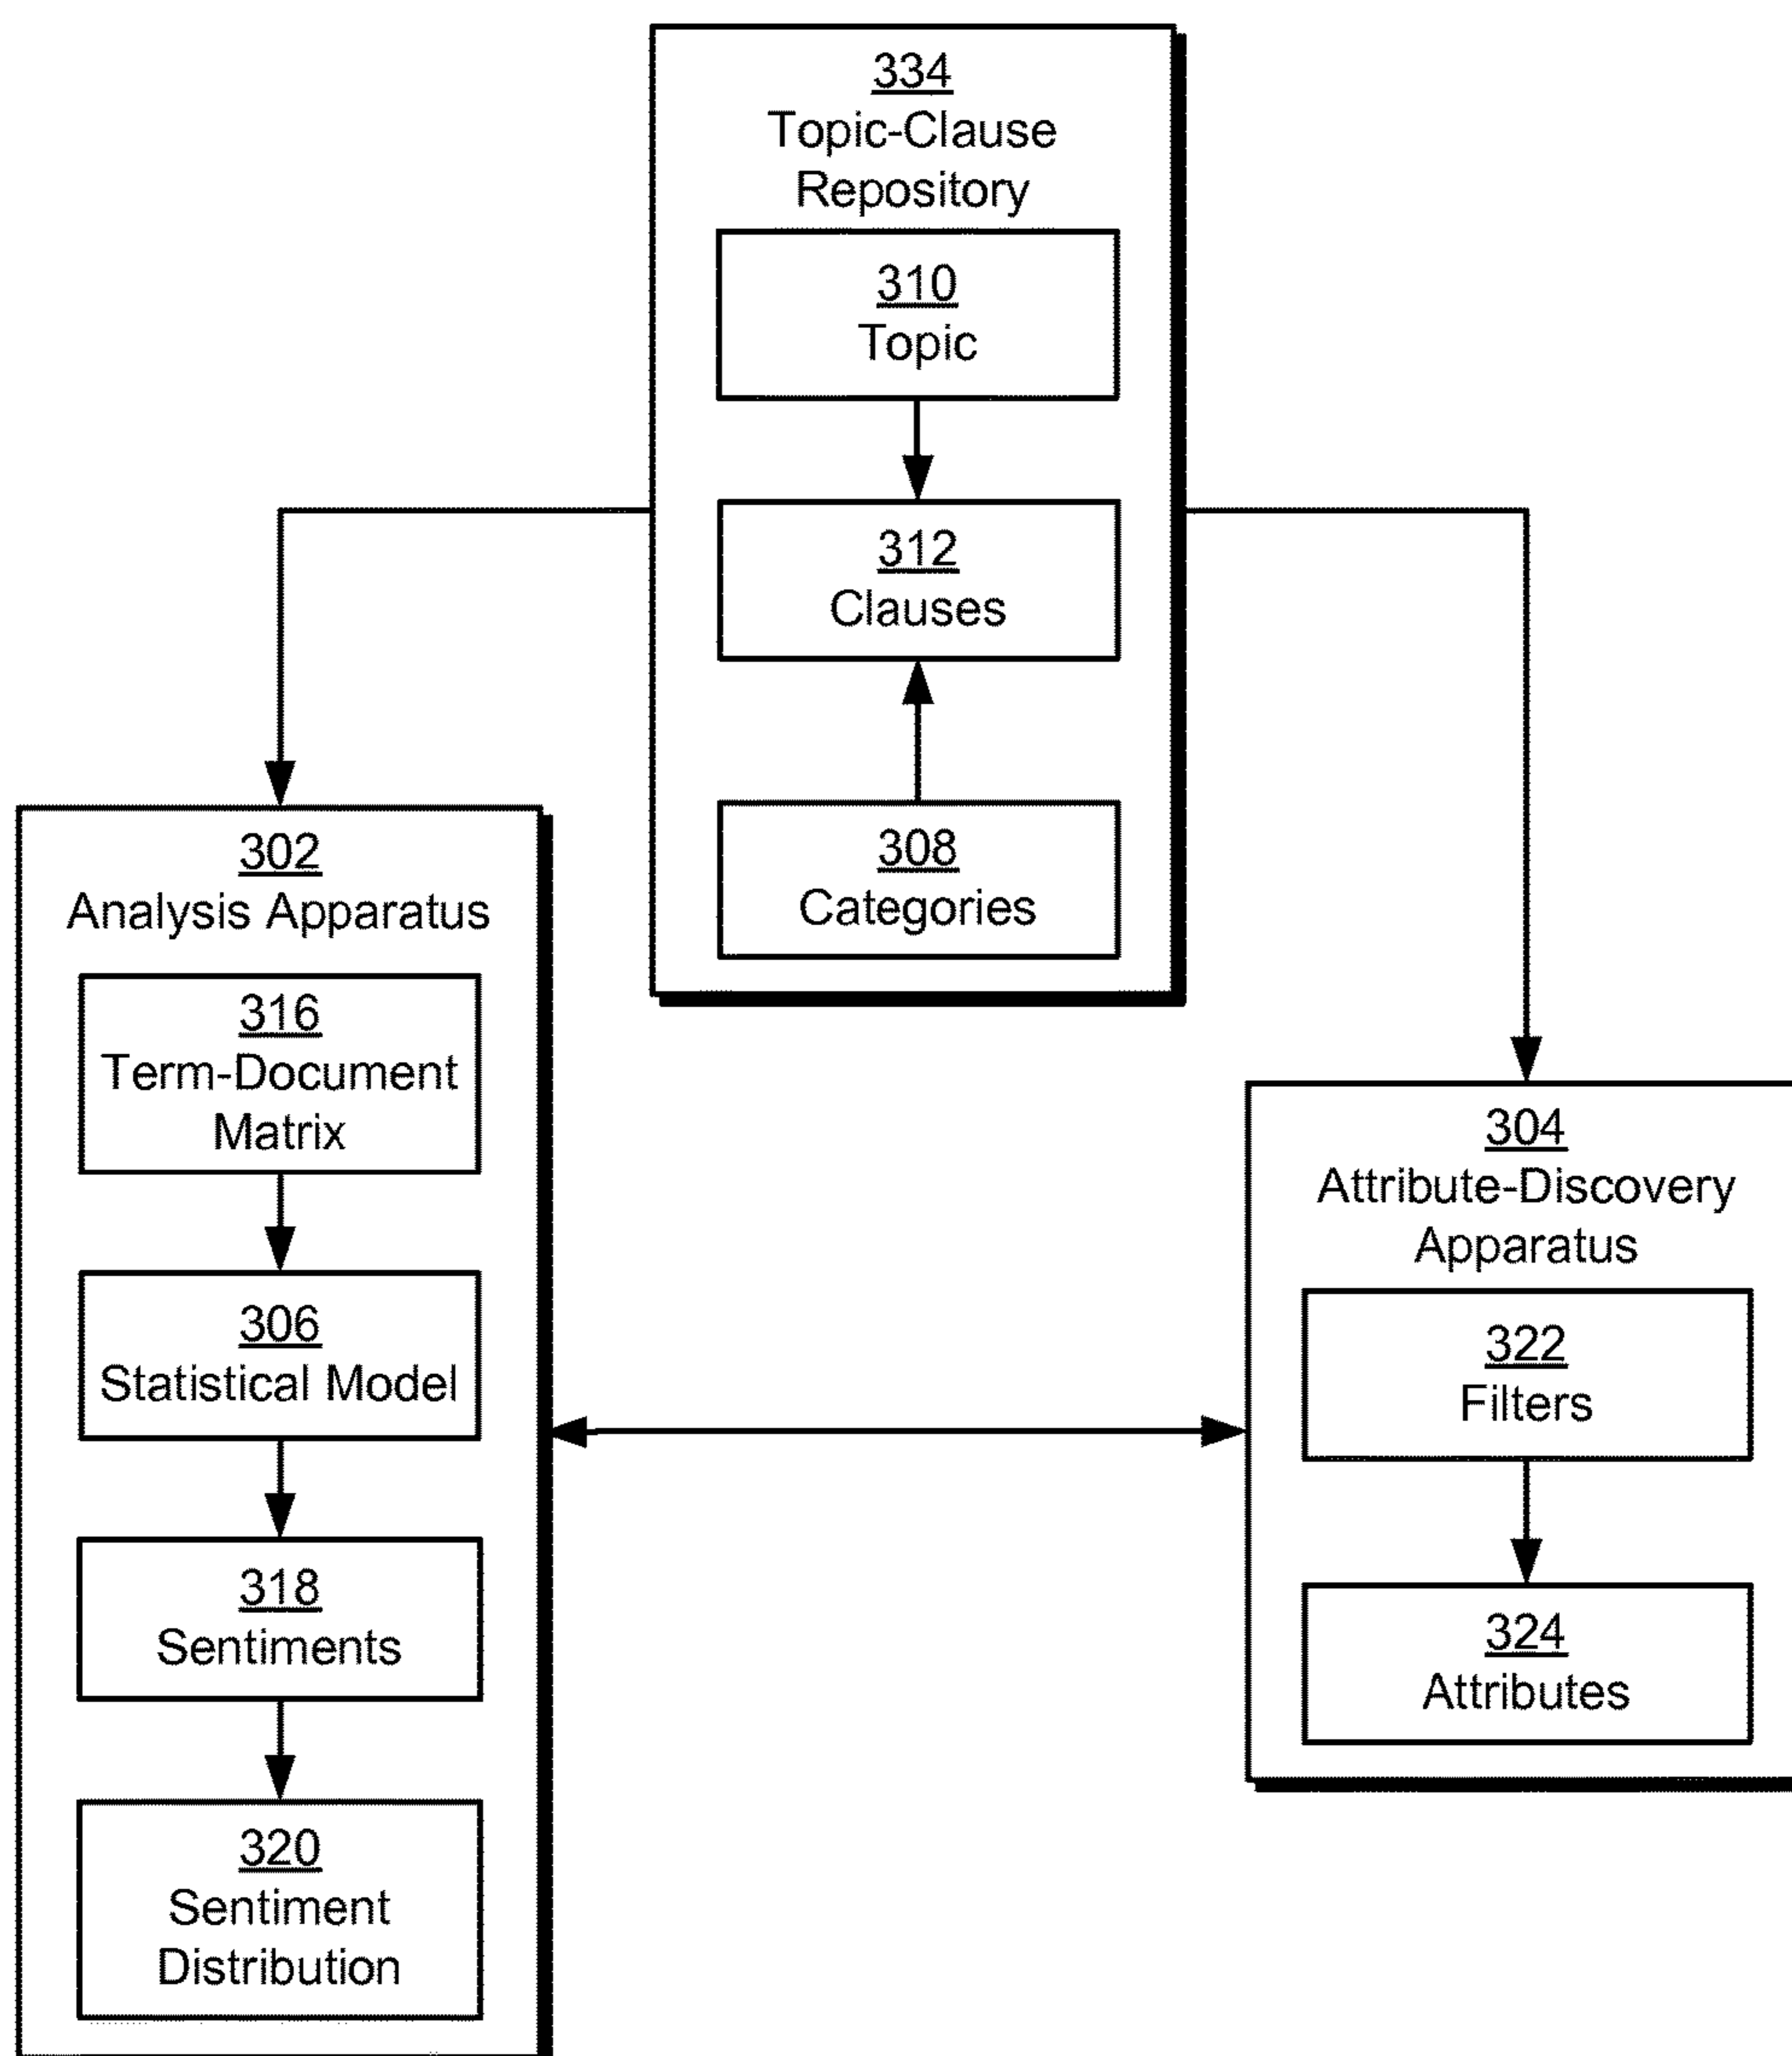 334
Topic-Clause
Repository
310
Topic
312
Clauses
308
Categories
302
Analysis Apparatus
316
Term-Document
Matrix
306
Statistical Model
318
Sentiments
320
Sentiment
Distribution
304
Attribute-Discovery
Apparatus
322
Filters
324
Attributes